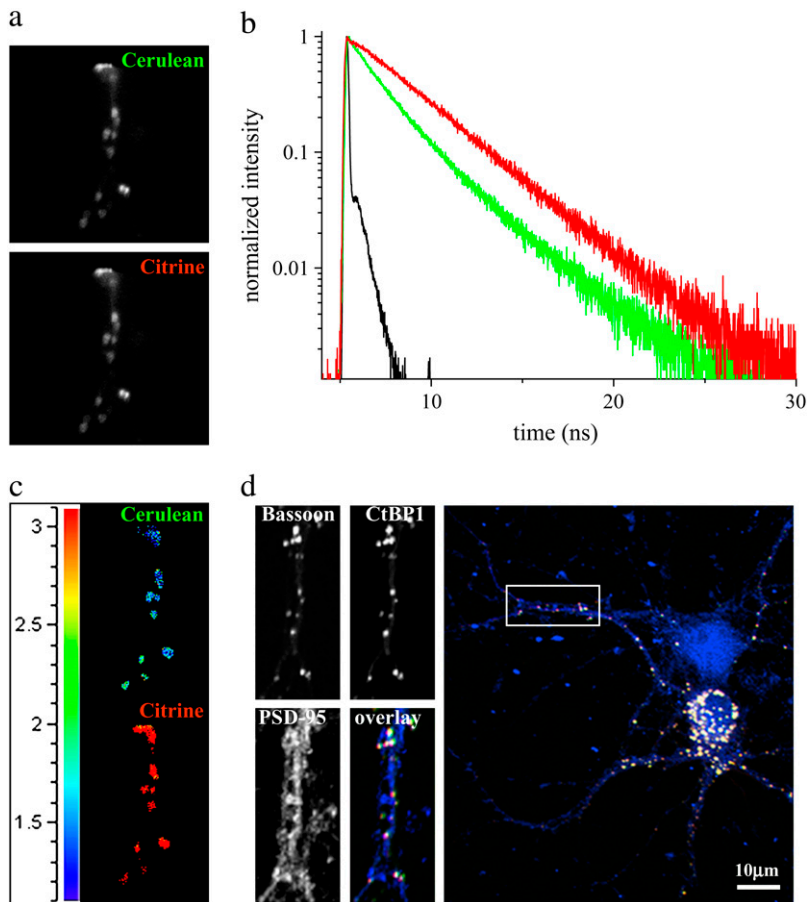 a
Cerulean
Citrine
b
normalized intensity
1
0.1
0.01
10
20
30
time (ns)
c
3
2.5
2
1.5
Cerulean
Citrine
d
Bassoon
CtBP1
PSD-95
overlay
10μm